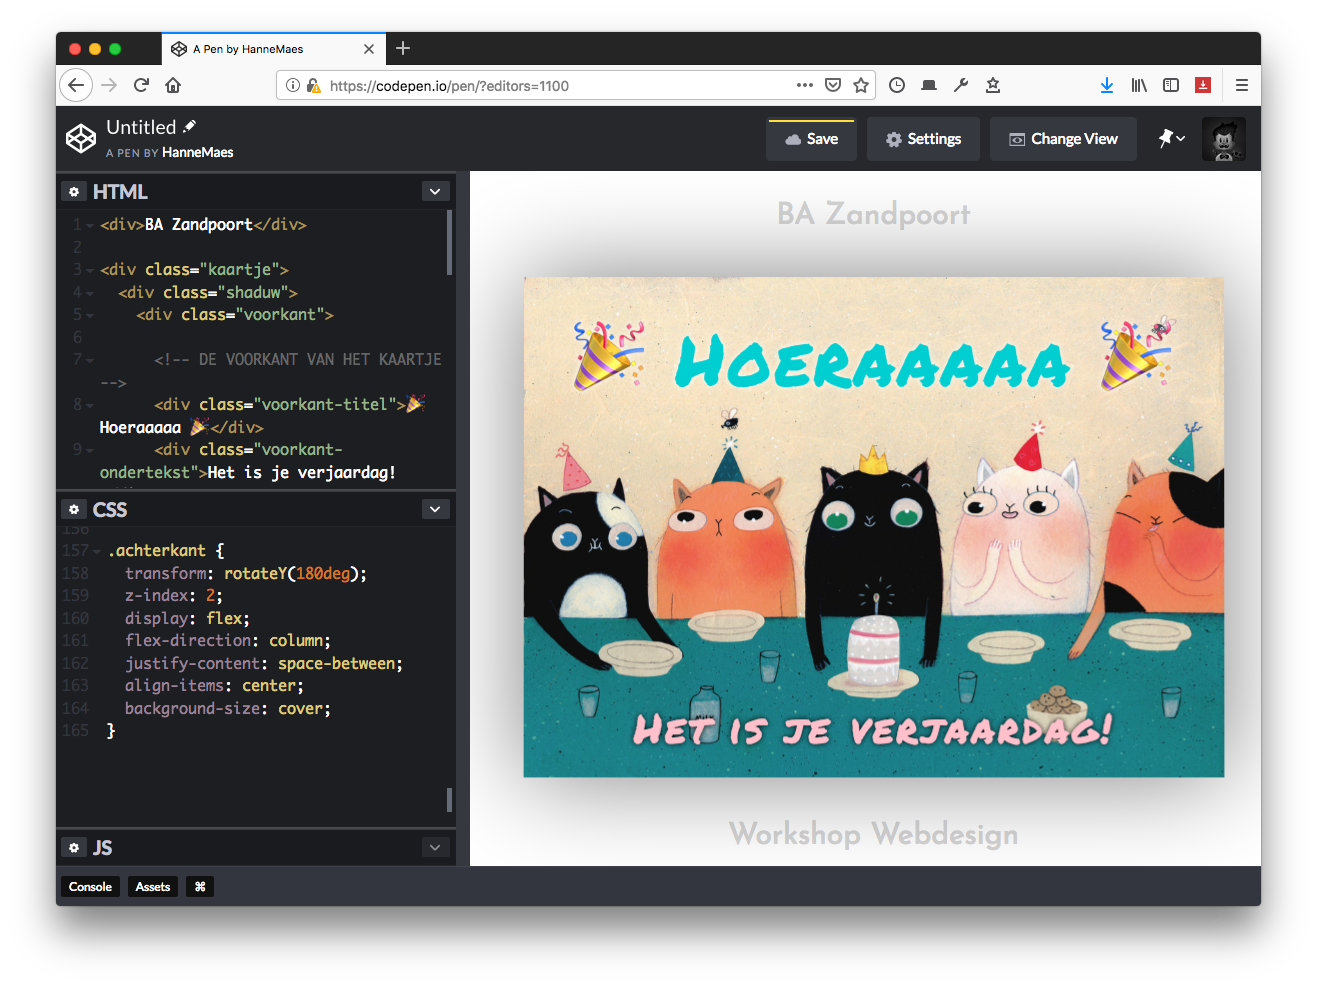 A Pen by HanneMaes
https://codepen.io/pen/?editors=1100
Untitled
A PEN BY HanneMaes
Save
Settings
Change View
HTML
1 <div>BA Zandpoort</div>
2
3 <div class="kaartje">
4 <div class="shaduw">
5 <div class="voorkant">
6
7 <!-- DE VOORKANT VAN HET KAARTJE
-->
8 <div class="voorkant-titel">🎉
Hoeraaaaa 🎉</div>
9 <div class="voorkant-
ondertekst">Het is je verjaardag!
CSS
156
157 .achterkant {
158 transform: rotateY(180deg);
159 z-index: 2;
160 display: flex;
161 flex-direction: column;
162 justify-content: space-between;
163 align-items: center;
164 background-size: cover;
165 }
JS
Console
Assets
⌘
BA Zandpoort
🎉 Hoeraaaaa 🎉
Het is je verjaardag!
Workshop Webdesign